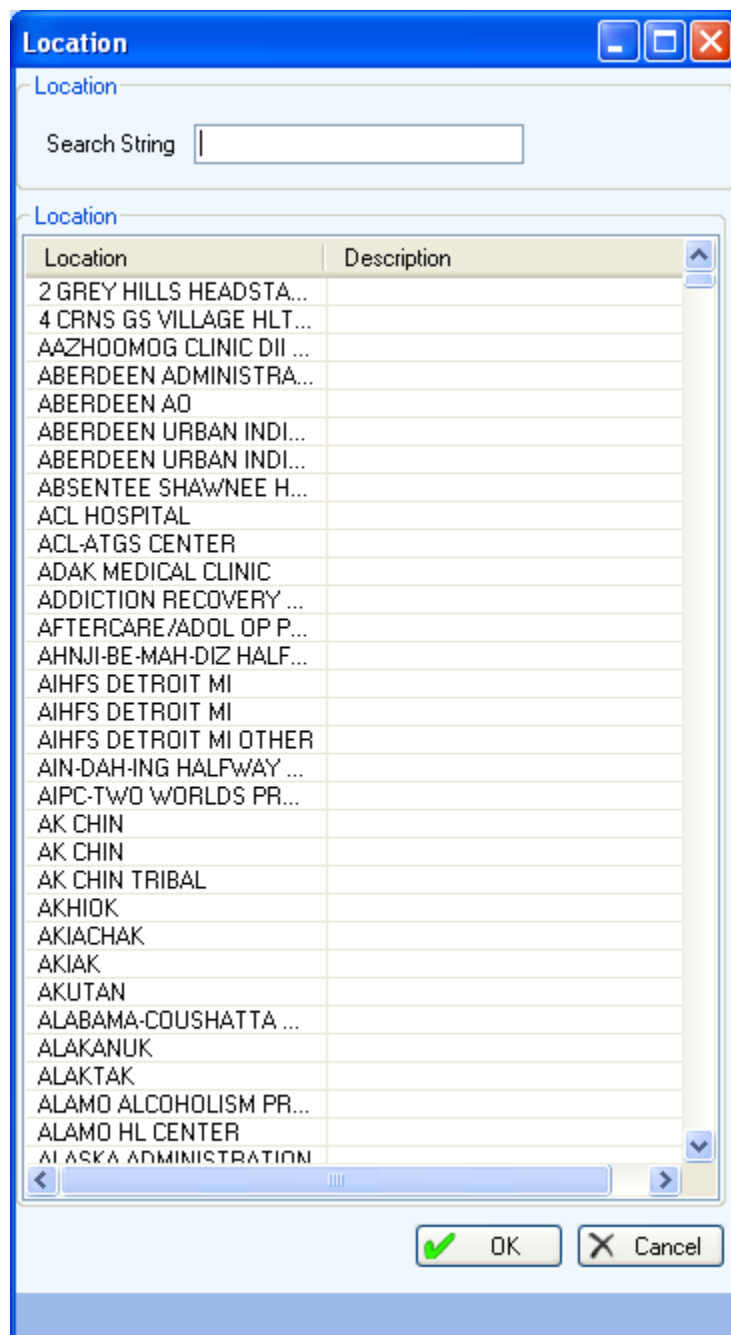 Location
Location
Search String
Location
Location Description
2 GREY HILLS HEADSTA...
4 CRNS GS VILLAGE HLT...
AAZHOOMOG CLINIC DII ...
ABERDEEN ADMINISTRA...
ABERDEEN AO
ABERDEEN URBAN INDI...
ABERDEEN URBAN INDI...
ABSENTEE SHAWNEE H...
ACL HOSPITAL
ACL-ATGS CENTER
ADAK MEDICAL CLINIC
ADDICTION RECOVERY ...
AFTERCARE/ADOL OP P...
AHNJI-BE-MAH-DIZ HALF...
AIHFS DETROIT MI
AIHFS DETROIT MI
AIHFS DETROIT MI OTHER
AIN-DAH-ING HALFWAY ...
AIPC-TWO WORLDS PR...
AK CHIN
AK CHIN
AK CHIN TRIBAL
AKHIOK
AKIACHAK
AKIAK
AKUTAN
ALABAMA-COUSHATTA ...
ALAKANUK
ALAKTAK
ALAMO ALCOHOLISM PR...
ALAMO HL CENTER
ALASKA ADMINISTRATION
OK Cancel